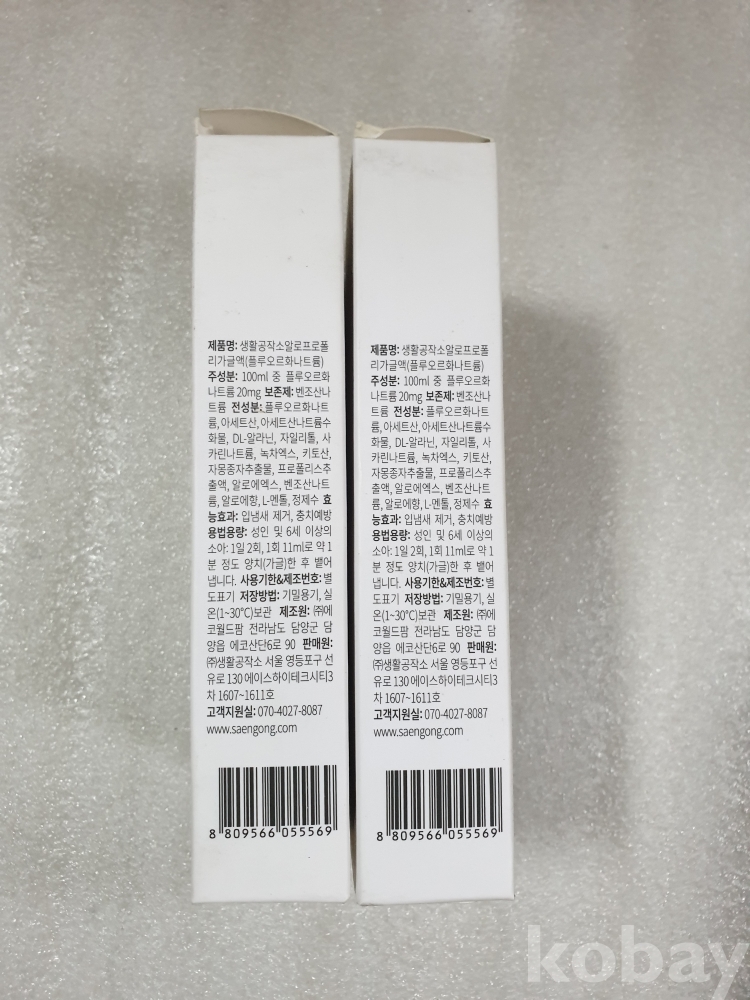 제품명: 생활공작소알로프로폴
리가글액(플루오르화나트륨)
주성분: 100ml 중 플루오르화
나트륨 20mg 보존제: 벤조산나
트륨 전성분: 플루오르화나트
륨, 아세트산, 아세트산나트륨수
화물, DL-알라닌, 자일리톨, 사
카린나트륨, 녹차엑스, 키토산,
자몽종자추출물, 프로폴리스추
출액, 알로에엑스, 벤조산나트
륨, 알로에향, L-멘톨, 정제수 효
능효과: 입냄새 제거, 충치예방
용법용량: 성인 및 6세 이상의
소아: 1일 2회, 1회 11ml로 약 1
분 정도 양치(가글)한 후 뱉어
냅니다. 사용기한&제조번호: 별
도표기 저장방법: 기밀용기, 실
온(1~30°C)보관 제조원: ㈜에
코월드팜 전라남도 담양군 담
양읍 에코산단6로 90 판매원:
㈜생활공작소 서울 영등포구 선
유로 130 에이스하이테크시티3
차 1607~1611호
고객지원실: 070-4027-8087
www.saengong.com
8 809566 055569
제품명: 생활공작소알로프로폴
리가글액(플루오르화나트륨)
주성분: 100ml 중 플루오르화
나트륨 20mg 보존제: 벤조산나
트륨 전성분: 플루오르화나트
륨, 아세트산, 아세트산나트륨수
화물, DL-알라닌, 자일리톨, 사
카린나트륨, 녹차엑스, 키토산,
자몽종자추출물, 프로폴리스추
출액, 알로에엑스, 벤조산나트
륨, 알로에향, L-멘톨, 정제수 효
능효과: 입냄새 제거, 충치예방
용법용량: 성인 및 6세 이상의
소아: 1일 2회, 1회 11ml로 약 1
분 정도 양치(가글)한 후 뱉어
냅니다. 사용기한&제조번호: 별
도표기 저장방법: 기밀용기, 실
온(1~30°C)보관 제조원: ㈜에
코월드팜 전라남도 담양군 담
양읍 에코산단6로 90 판매원:
㈜생활공작소 서울 영등포구 선
유로 130 에이스하이테크시티3
차 1607~1611호
고객지원실: 070-4027-8087
www.saengong.com
8 809566 055569
kobay